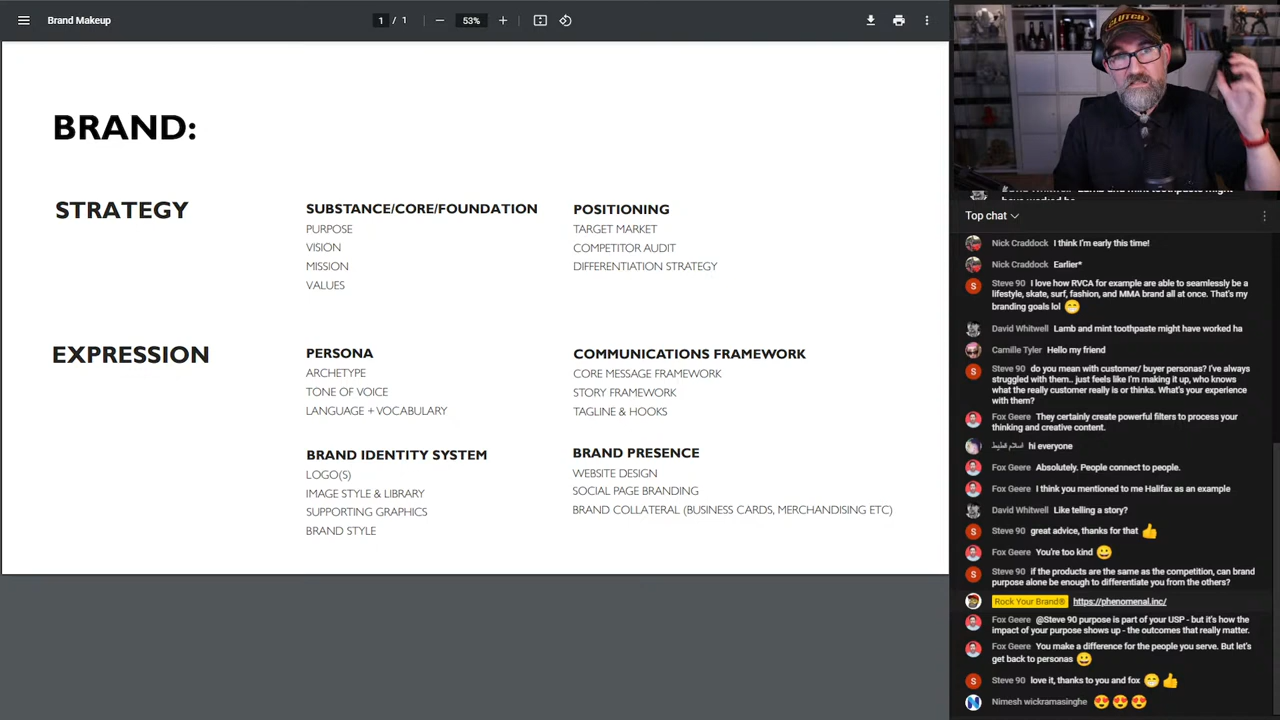 Brand Makeup
1 / 1
53%
BRAND:
STRATEGY
SUBSTANCE/CORE/FOUNDATION
PURPOSE
VISION
MISSION
VALUES
POSITIONING
TARGET MARKET
COMPETITOR AUDIT
DIFFERENTIATION STRATEGY
EXPRESSION
PERSONA
ARCHETYPE
TONE OF VOICE
LANGUAGE + VOCABULARY
COMMUNICATIONS FRAMEWORK
CORE MESSAGE FRAMEWORK
STORY FRAMEWORK
TAGLINE & HOOKS
BRAND IDENTITY SYSTEM
LOGO(S)
IMAGE STYLE & LIBRARY
SUPPORTING GRAPHICS
BRAND STYLE
BRAND PRESENCE
WEBSITE DESIGN
SOCIAL PAGE BRANDING
BRAND COLLATERAL (BUSINESS CARDS, MERCHANDISING ETC)
CLUTCH
Top chat
Nick Craddock I think I'm early this time!
Nick Craddock Earlier*
Steve 90 I love how RVCA for example are able to seamlessly be a
lifestyle, skate, surf, fashion, and MMA brand all at once. That's my
branding goals lol 😁
David Whitwell Lamb and mint toothpaste might have worked ha
Camille Tyler Hello my friend
Steve 90 do you mean with customer/ buyer personas? I've always
struggled with them.. just feels like I'm making it up, who knows
what the really customer really is or thinks. What's your experience
with them?
Fox Geere They certainly create powerful filters to process your
thinking and creative content.
hi everyone
Fox Geere Absolutely. People connect to people.
Fox Geere I think you mentioned to me Halifax as an example
David Whitwell Like telling a story?
Steve 90 great advice, thanks for that 👍
Fox Geere You're too kind 😀
Steve 90 if the products are the same as the competition, can brand
purpose alone be enough to differentiate you from the others?
Rock Your Brand® https://phenomenal.inc/
Fox Geere @Steve 90 purpose is part of your USP - but it's how the
impact of your purpose shows up - the outcomes that really matter.
Fox Geere You make a difference for the people you serve. But let's
get back to personas 😀
Steve 90 love it, thanks to you and fox 😁 👍
Nimesh wickramasinghe 😍 😍 😍